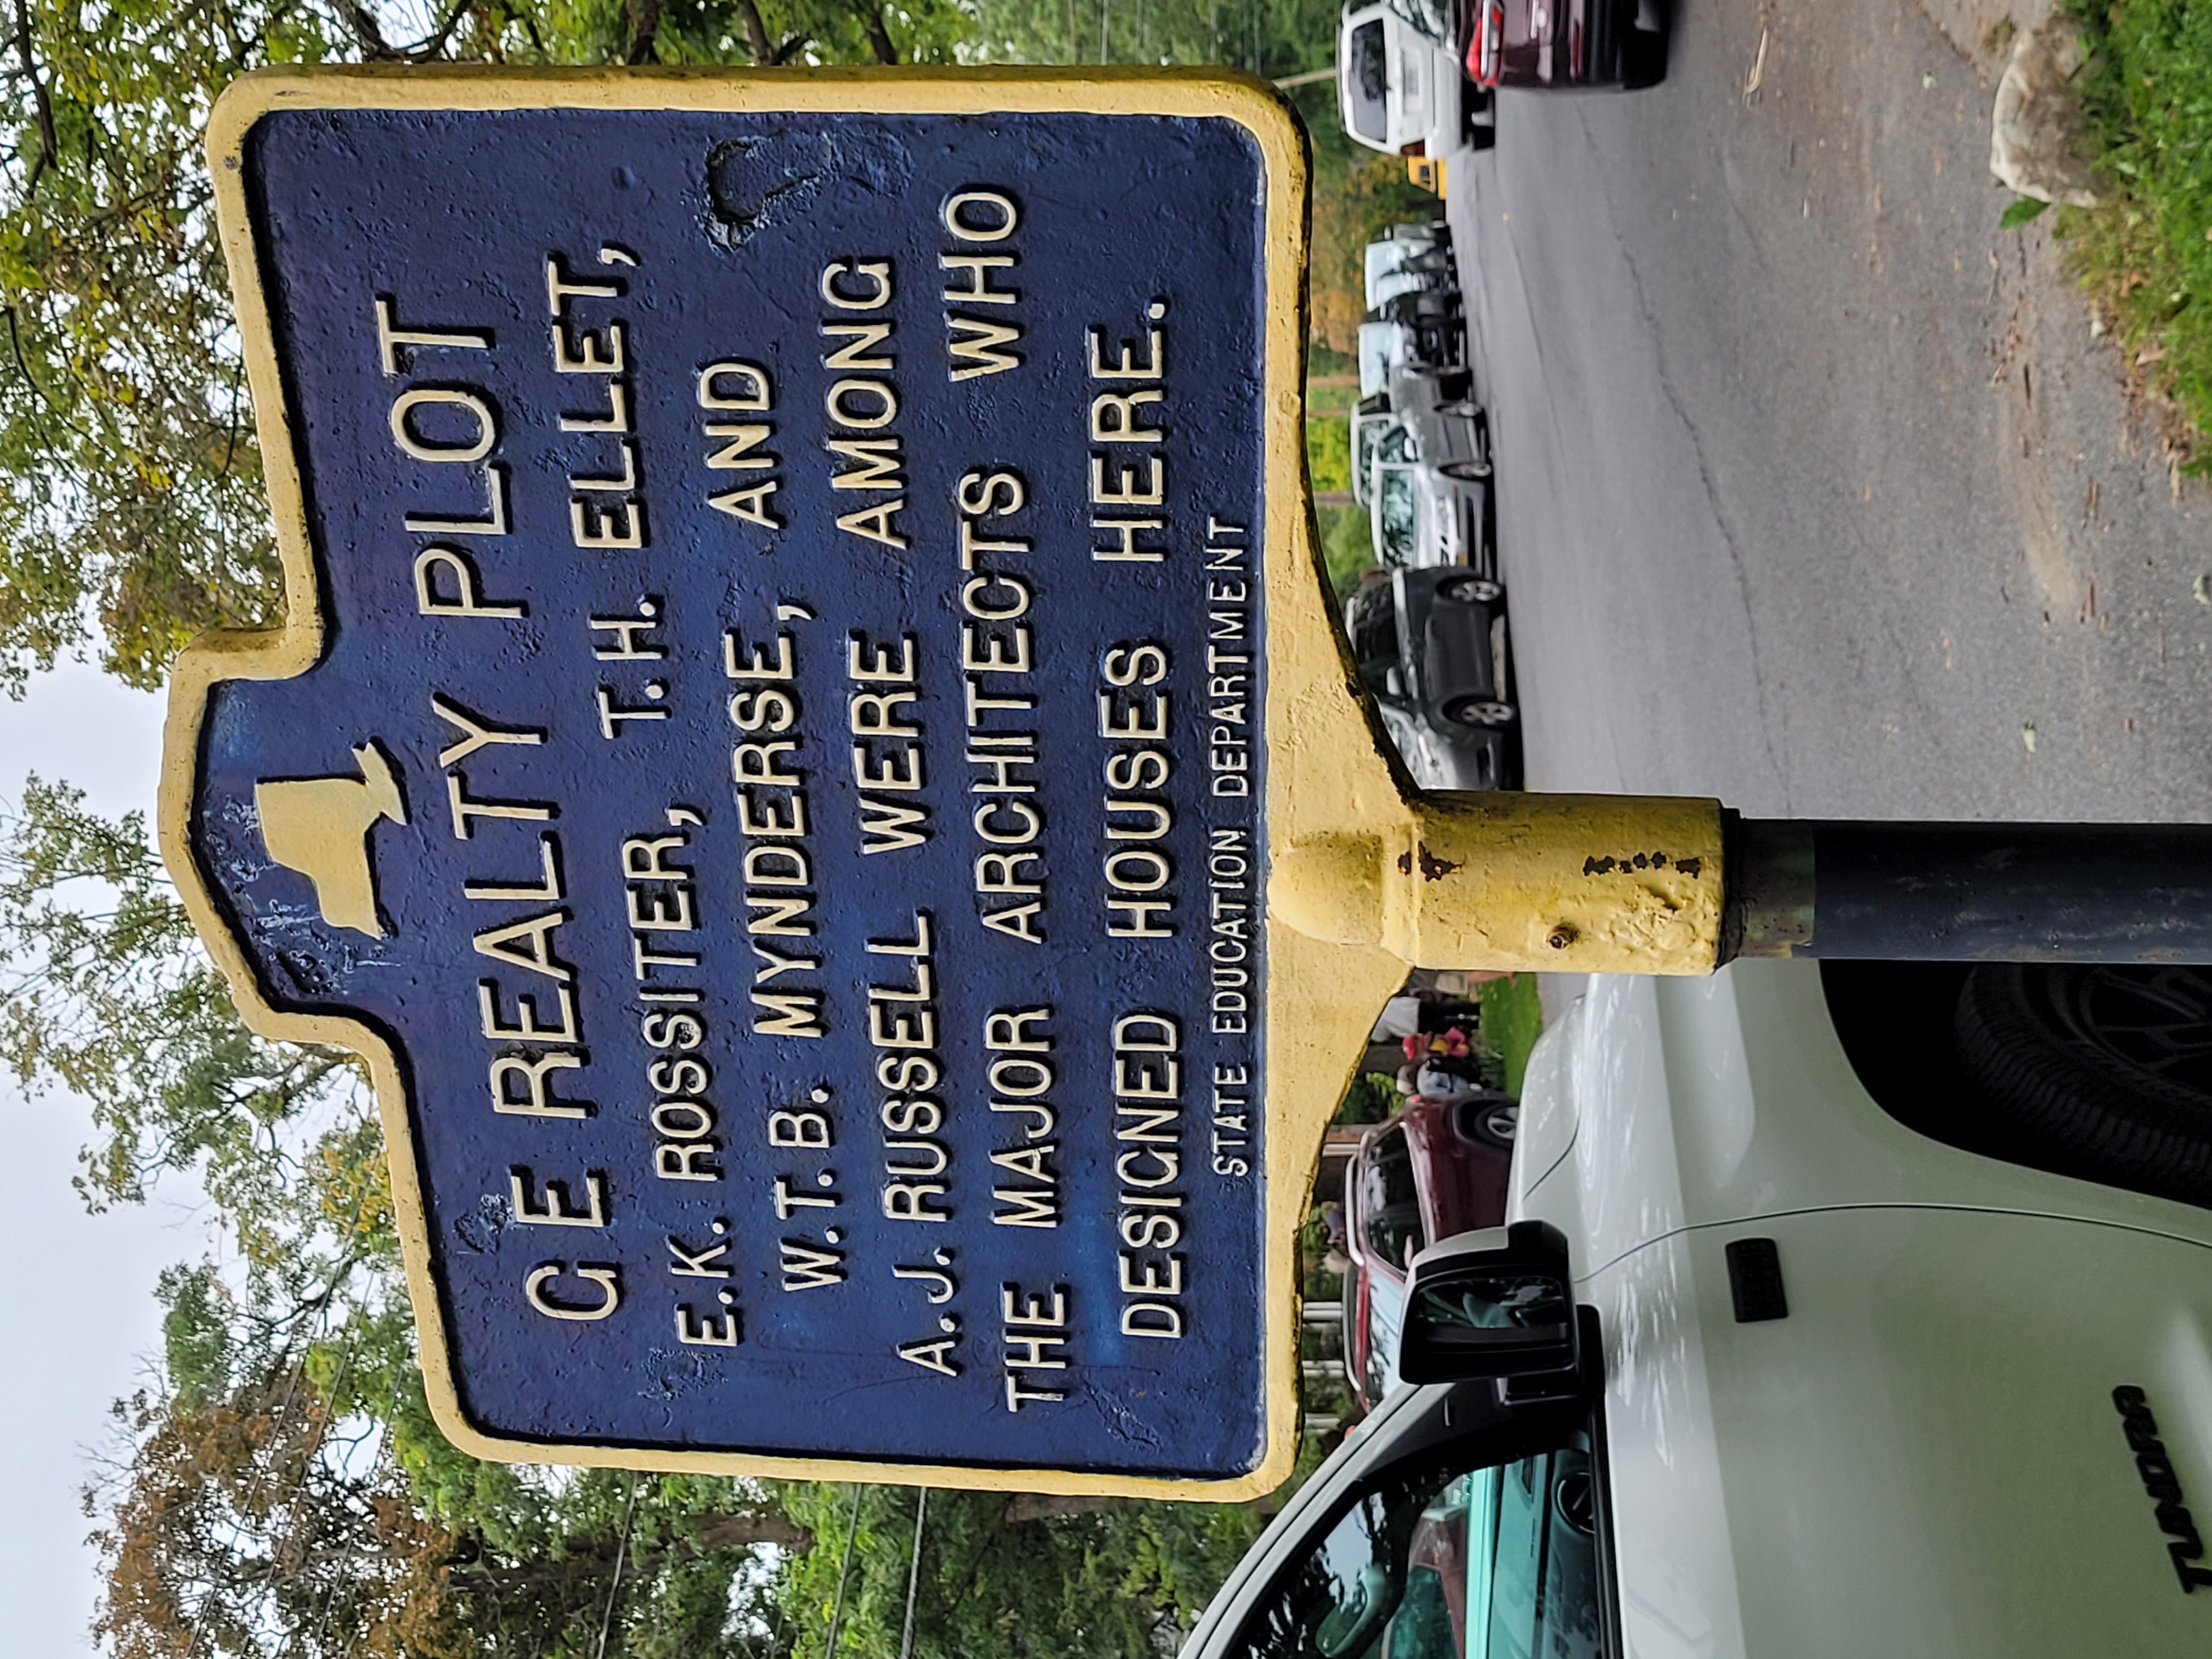 G E REALTY PLOT
E.K. ROSSITER, T.H. ELLET,
W.T.B. MYNDERSE, AND
A.J. RUSSELL WERE AMONG
THE MAJOR ARCHITECTS WHO
DESIGNED HOUSES HERE.
STATE EDUCATION DEPARTMENT
TUNDRA